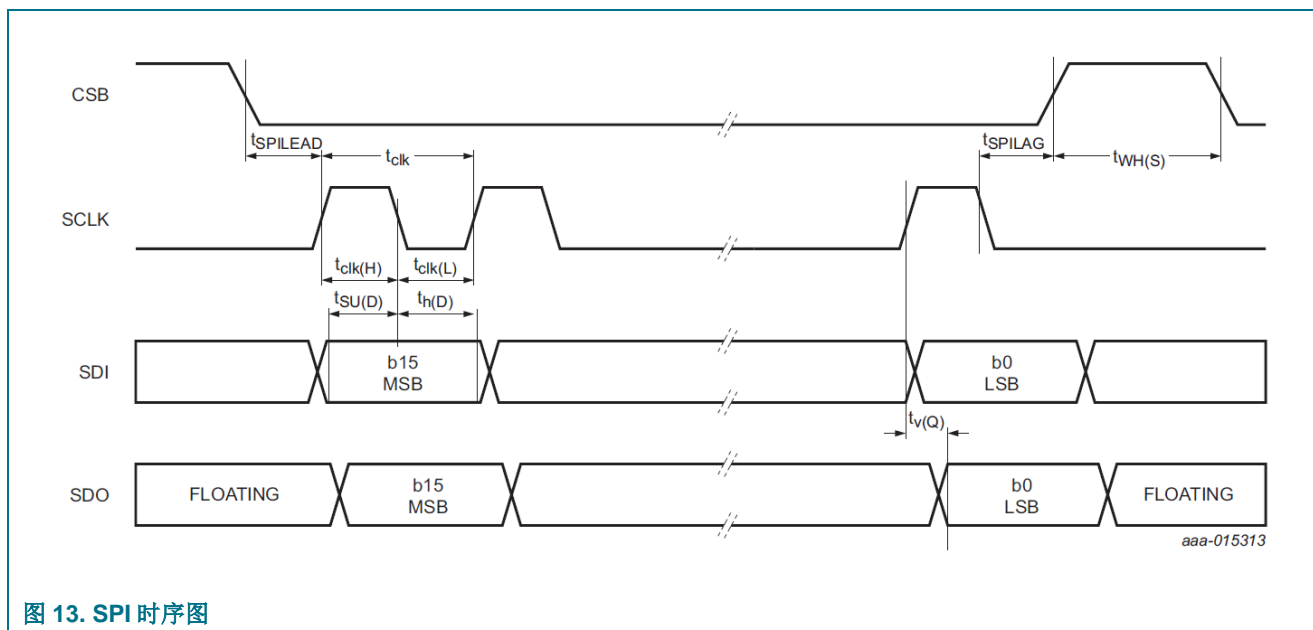 CSB
tSPILEAD
tclk
tSPILAG
tWH(S)
SCLK
tclk(H)
tclk(L)
tSU(D)
th(D)
SDI
b15
MSB
b0
LSB
tv(Q)
SDO
FLOATING
b15
MSB
b0
LSB
FLOATING
aaa-015313
图 13. SPI 时序图